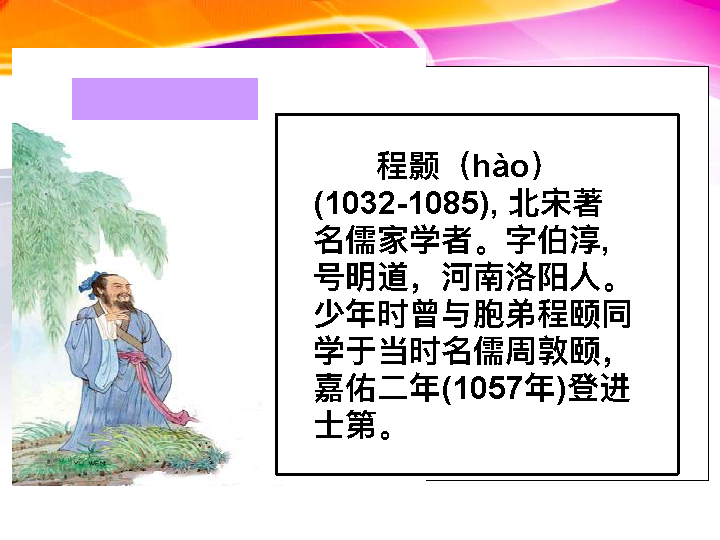 程颢（hào）
(1032-1085), 北宋著
名儒家学者。字伯淳,
号明道，河南洛阳人。
少年时曾与胞弟程颐同
学于当时名儒周敦颐，
嘉佑二年(1057年)登进
士第。